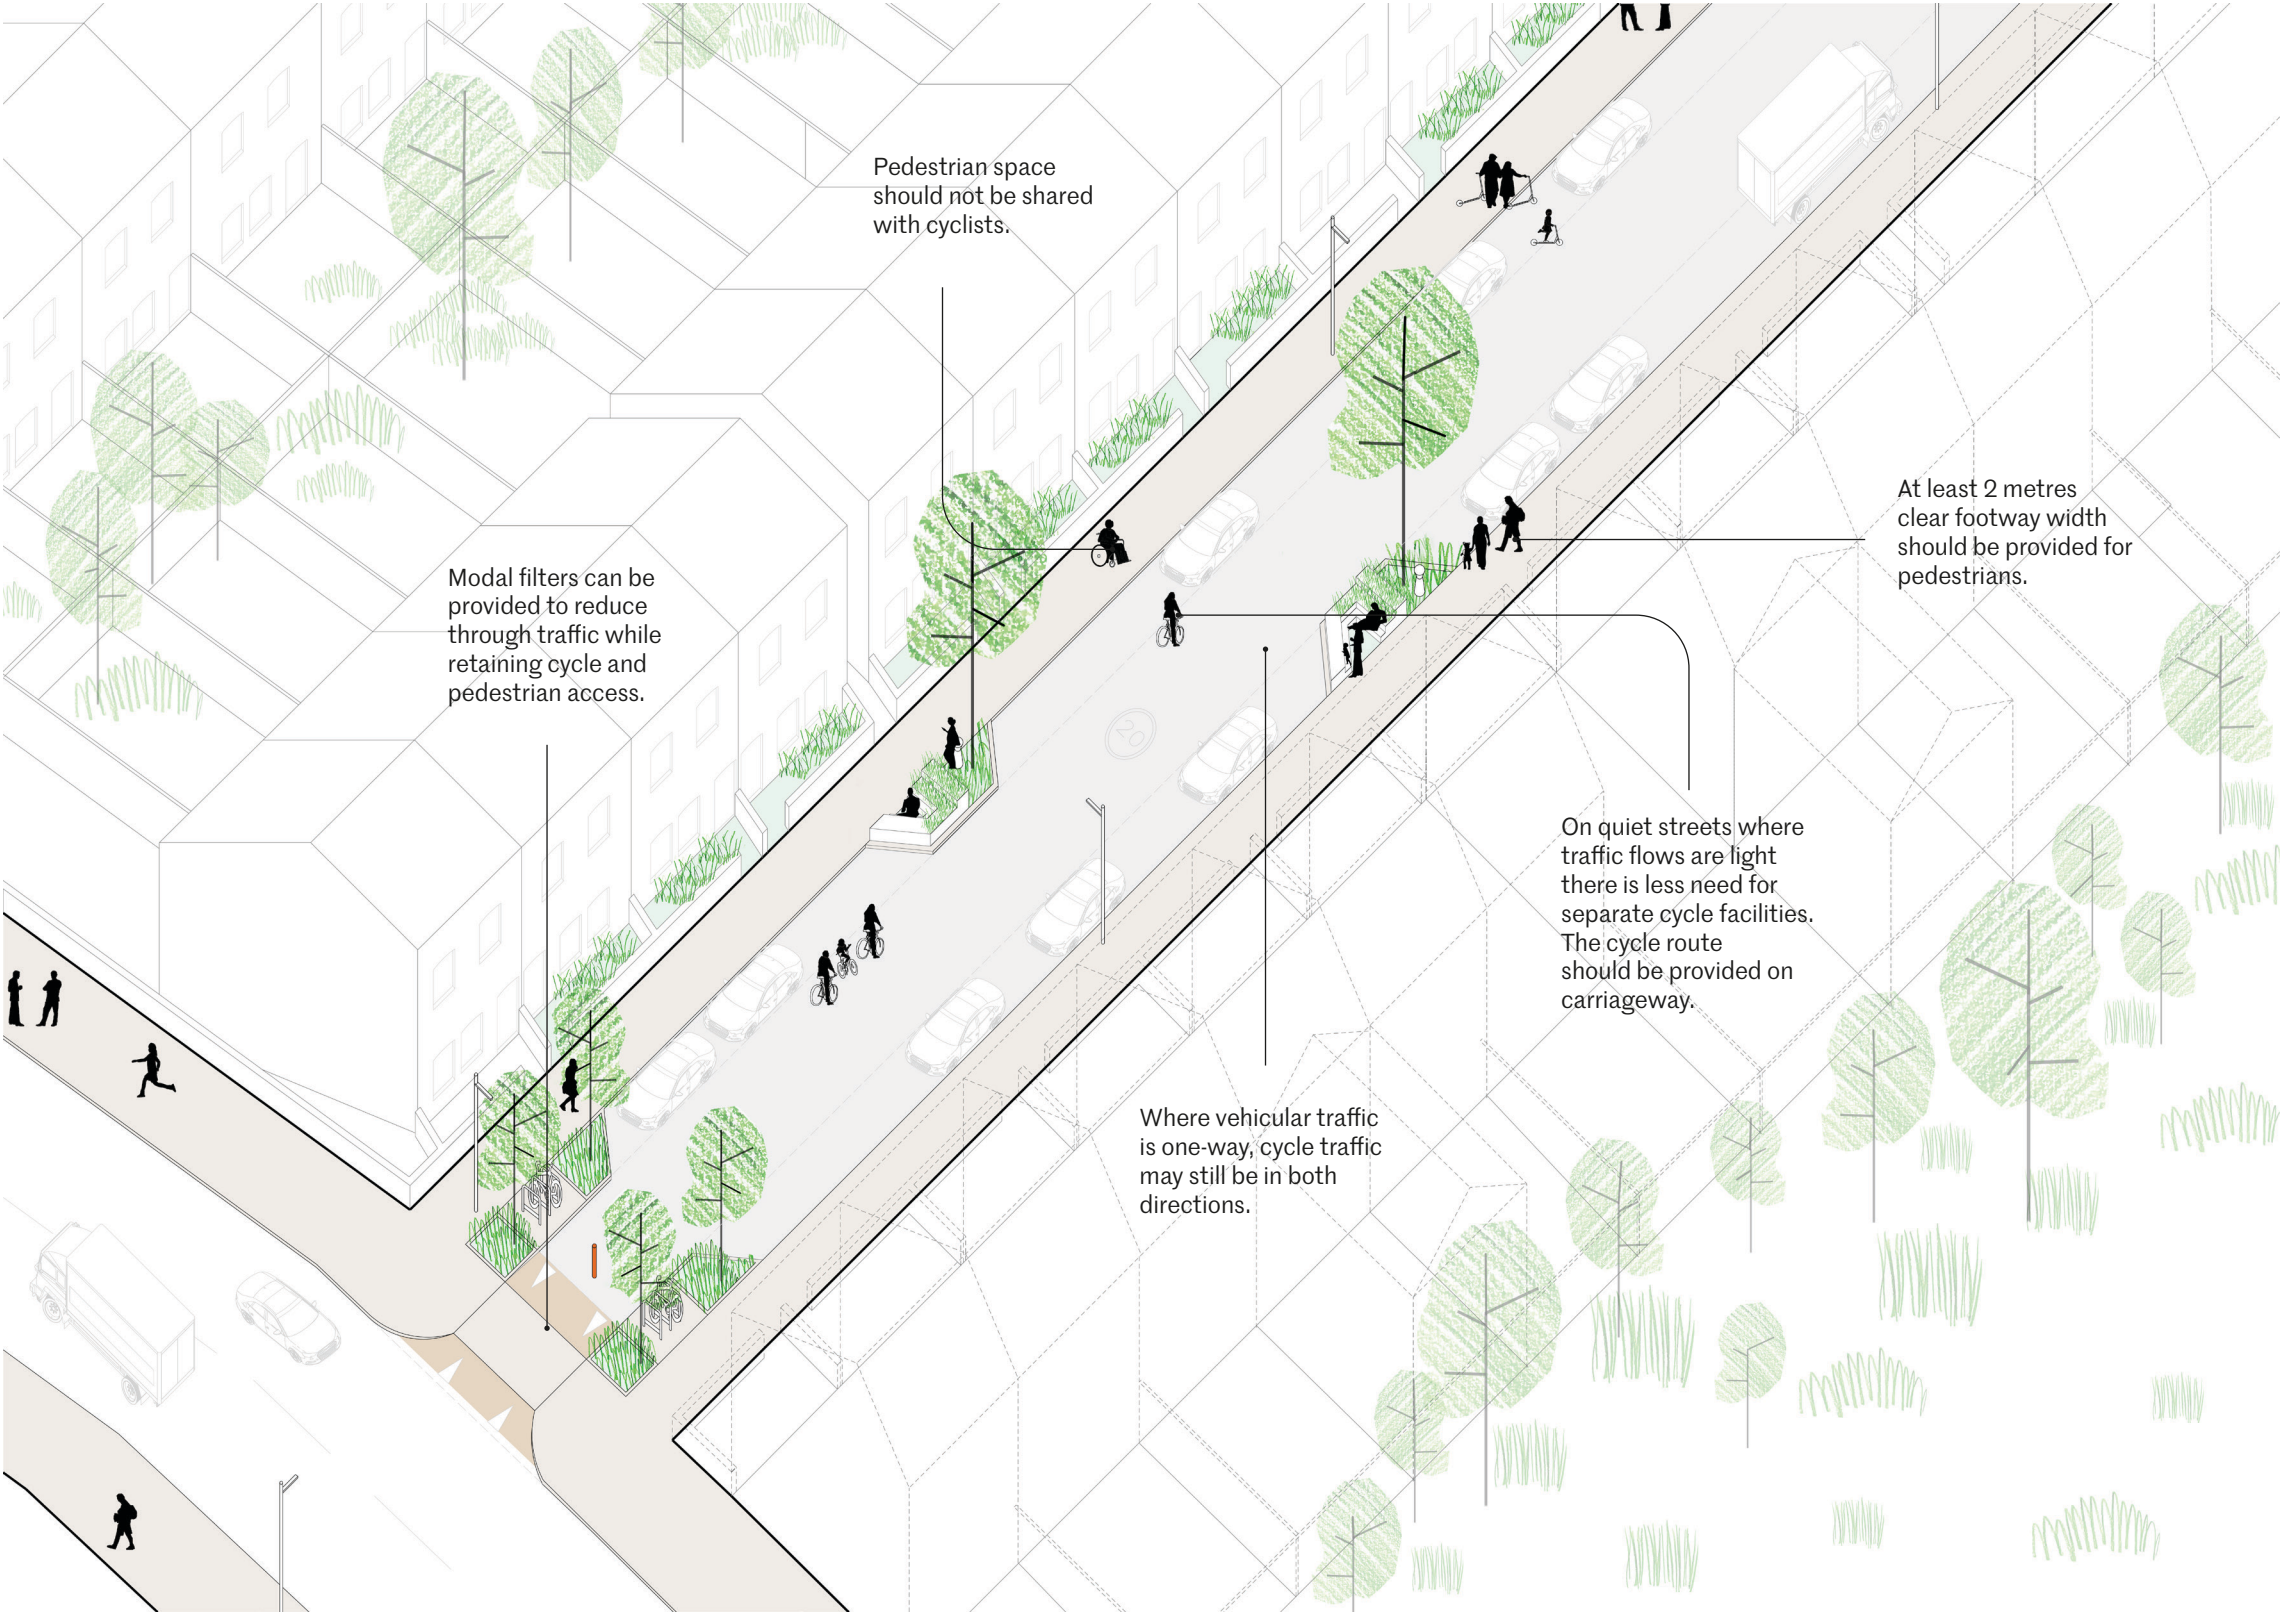 Pedestrian space
should not be shared
with cyclists.
At least 2 metres
clear footway width
should be provided for
pedestrians.
Modal filters can be
provided to reduce
through traffic while
retaining cycle and
pedestrian access.
20
On quiet streets where
traffic flows are light
there is less need for
separate cycle facilities.
The cycle route
should be provided on
carriageway.
Where vehicular traffic
is one-way, cycle traffic
may still be in both
directions.